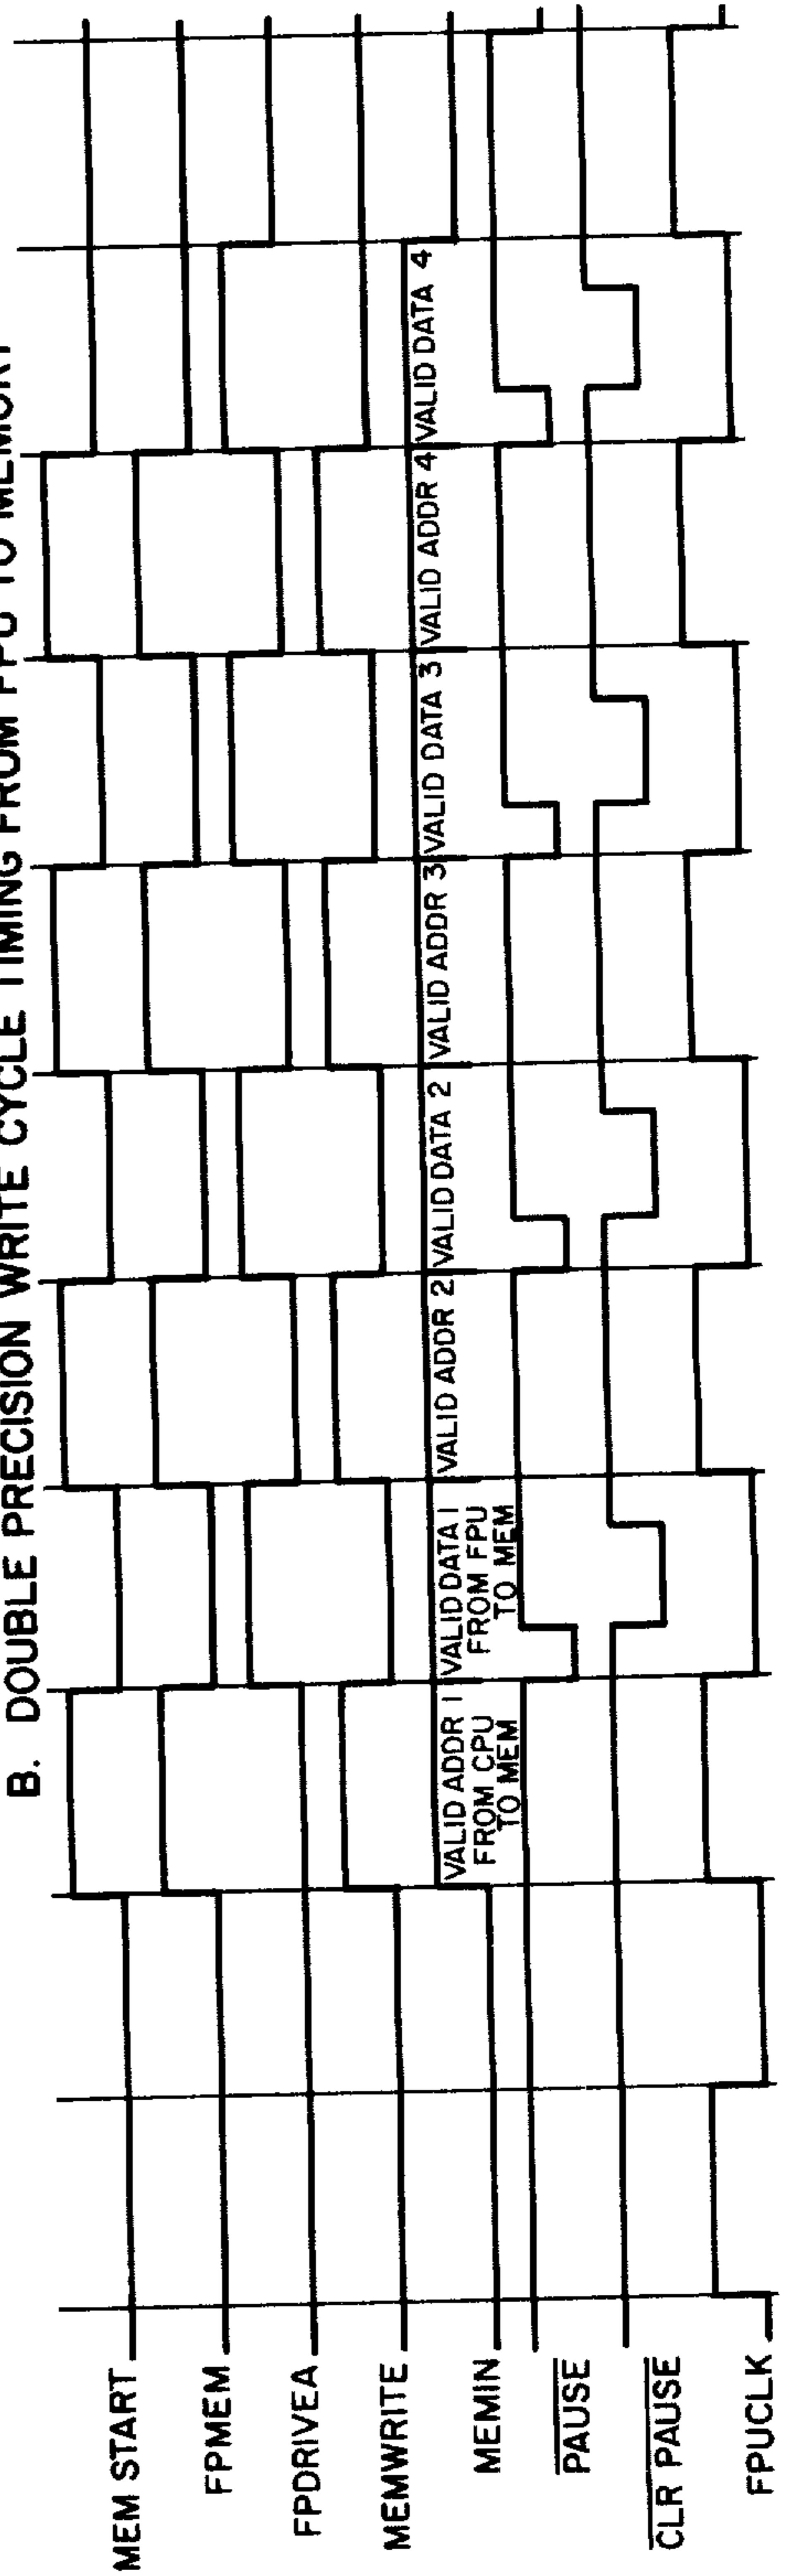 B. DOUBLE PRECISION WRITE CYCLE TIMING FROM FPU TO MEMORY
MEM START
FPMEM
FPDRIVEA
MEMWRITE
MEMIN
VALID ADDR 1
FROM CPU
TO MEM
VALID DATA 1
FROM FPU
TO MEM
VALID ADDR 2
VALID DATA 2
VALID ADDR 3
VALID DATA 3
VALID ADDR 4
VALID DATA 4
PAUSE
CLR PAUSE
FPUCLK